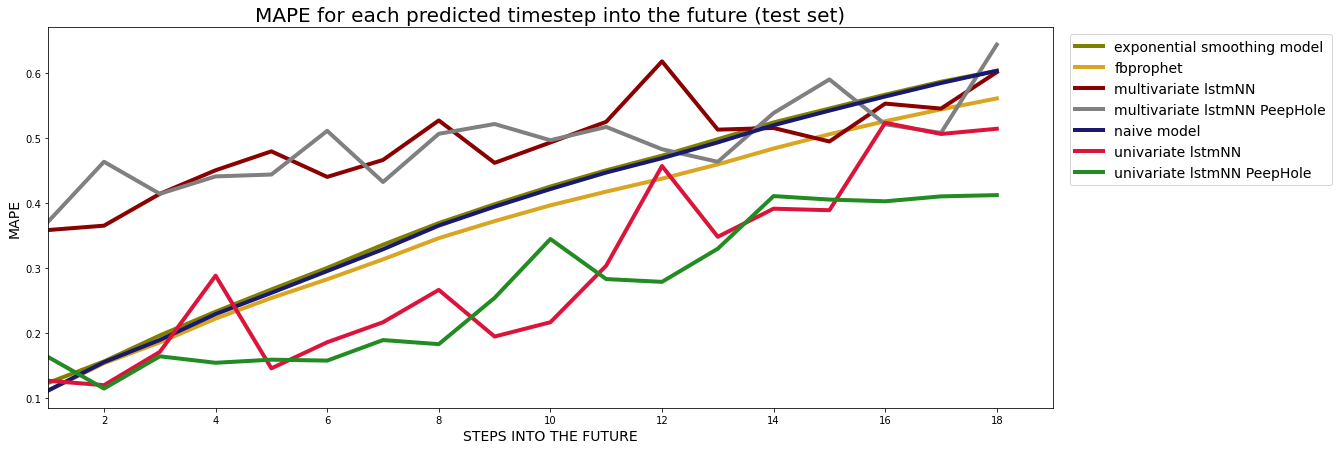 MAPE for each predicted timestep into the future (test set)
MAPE
0.6
0.5
0.4
0.3
0.2
0.1
2 4 6 8 10 12 14 16 18
STEPS INTO THE FUTURE
exponential smoothing model
fbprophet
multivariate lstmNN
multivariate lstmNN PeepHole
naive model
univariate lstmNN
univariate lstmNN PeepHole